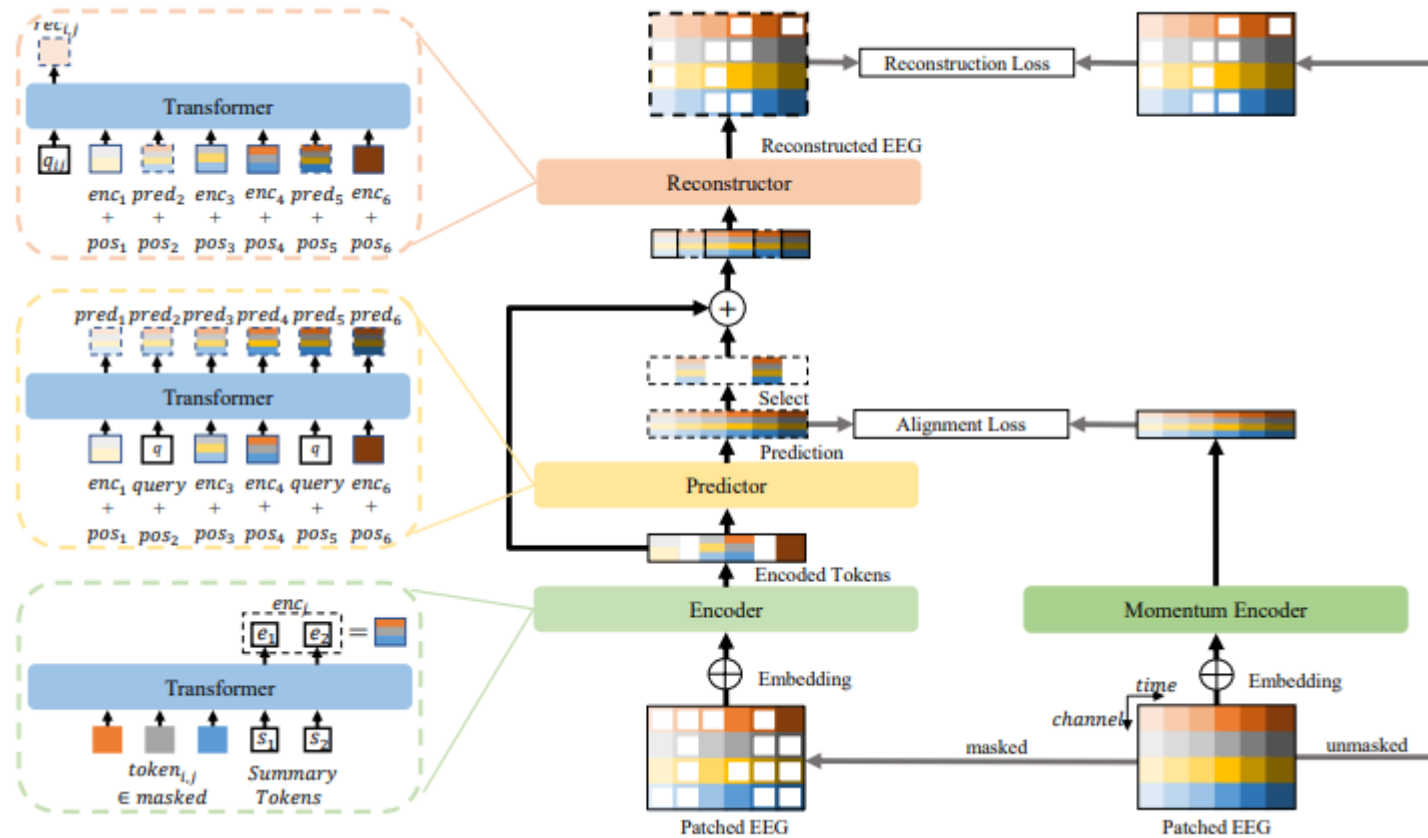 rec_{i,j}
Transformer
q_{i,j}
enc_1 pred_2 enc_3 enc_4 pred_5 enc_6
+ + + + + +
pos_1 pos_2 pos_3 pos_4 pos_5 pos_6
Reconstruction Loss
Reconstructed EEG
Reconstructor
+
pred_1 pred_2 pred_3 pred_4 pred_5 pred_6
Transformer
q q
enc_1 query enc_3 enc_4 query enc_6
+ + + + + +
pos_1 pos_2 pos_3 pos_4 pos_5 pos_6
Select
Alignment Loss
Prediction
Predictor
Encoded Tokens
Encoder
Momentum Encoder
enc_j
e_1 e_2 =
Transformer
s_1 s_2
token_{i,j} Summary
∈ masked Tokens
Embedding
Embedding
time
channel
masked
unmasked
Patched EEG
Patched EEG